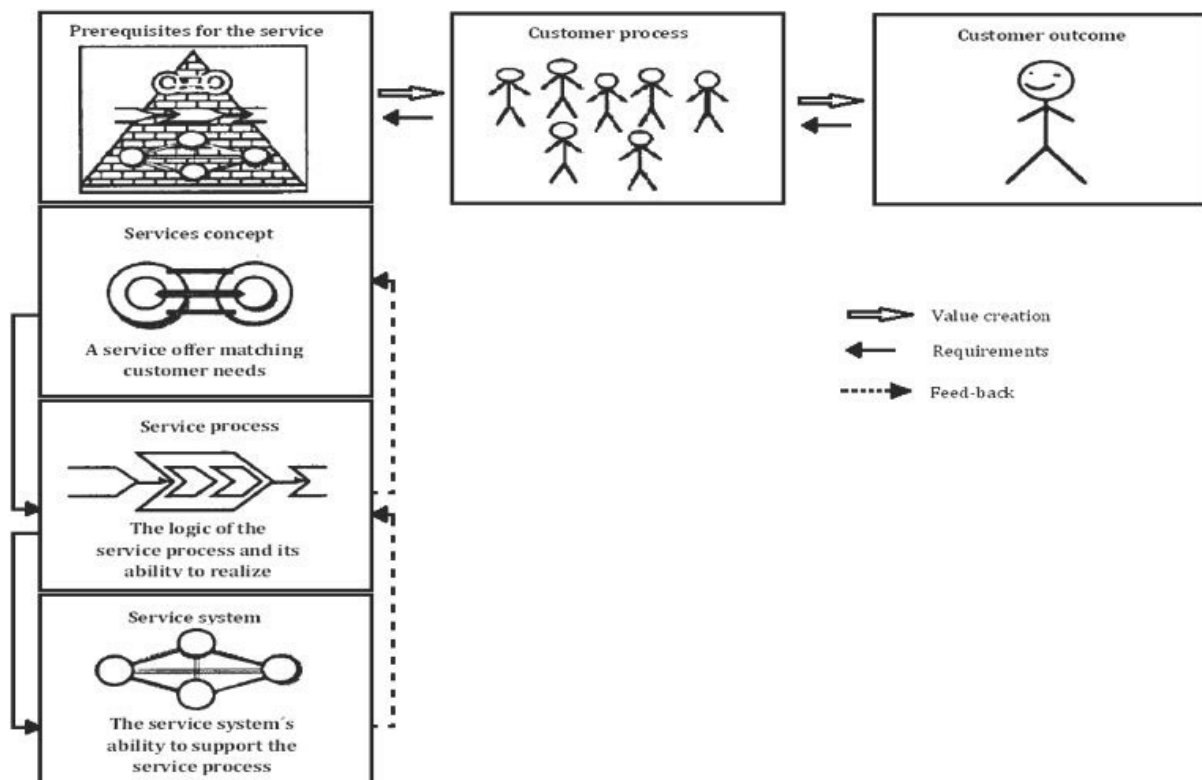 Prerequisites for the service
Customer process
Customer outcome
Services concept
A service offer matching
customer needs
Service process
The logic of the
service process and its
ability to realize
Service system
The service system´s
ability to support the
service process
Value creation
Requirements
Feed-back